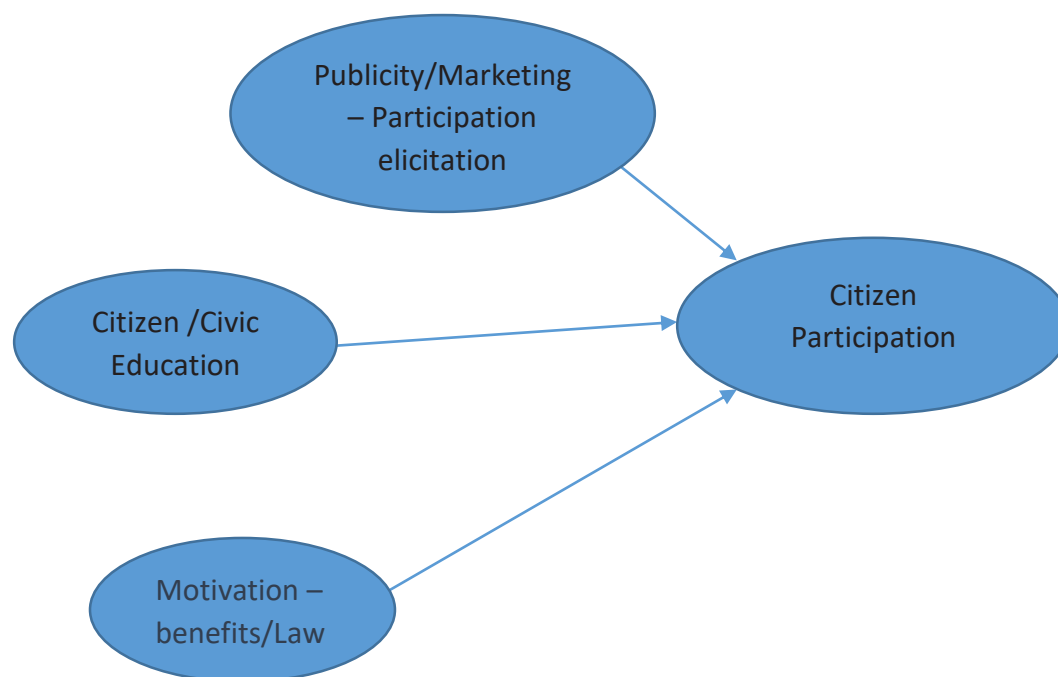 Publicity/Marketing
– Participation
elicitation
Citizen /Civic
Education
Citizen
Participation
Motivation –
benefits/Law